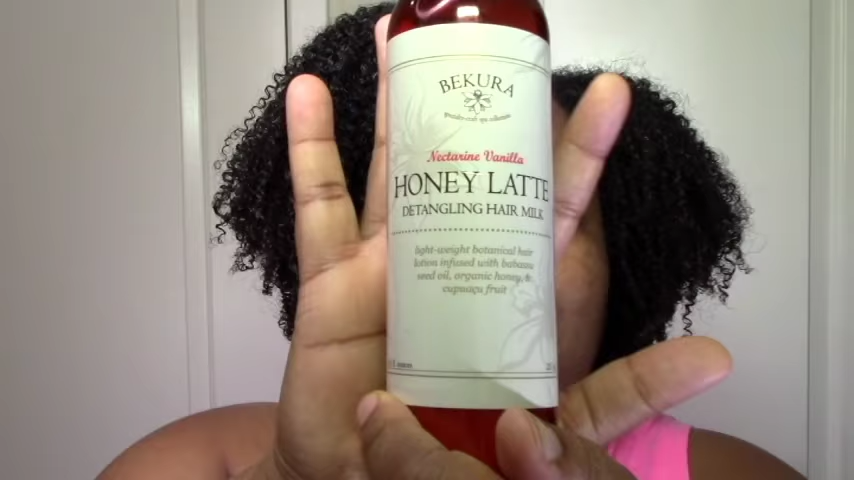 BEKURA
Nectarine Vanilla
HONEY LATTE
DETANGLING HAIR MILK
light-weight botanical hair
lotion infused with babassu
seed oil, organic honey, &
cupuaçu fruit